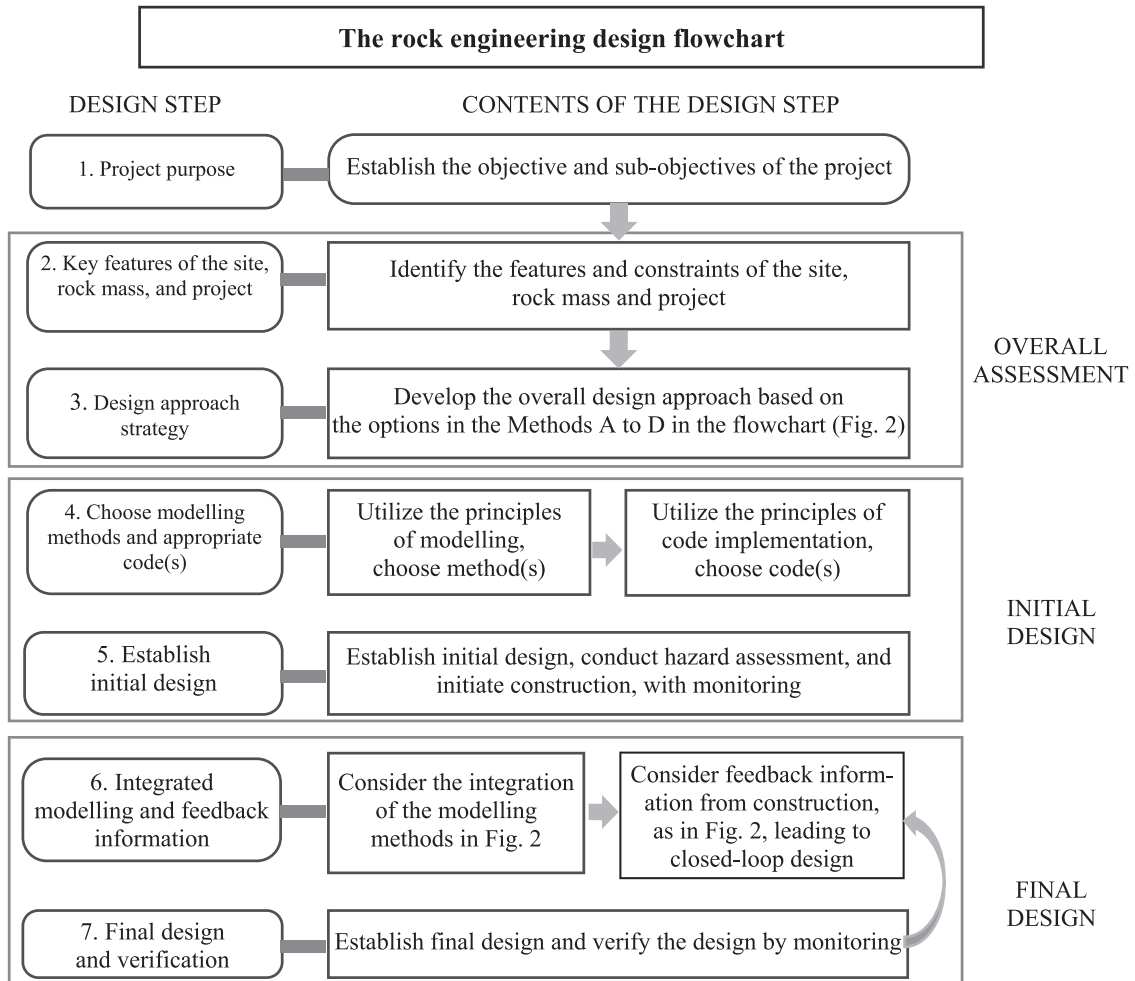 The rock engineering design flowchart
DESIGN STEP
CONTENTS OF THE DESIGN STEP
1. Project purpose
Establish the objective and sub-objectives of the project
2. Key features of the site,
rock mass, and project
Identify the features and constraints of the site,
rock mass and project
3. Design approach
strategy
Develop the overall design approach based on
the options in the Methods A to D in the flowchart (Fig. 2)
OVERALL
ASSESSMENT
4. Choose modelling
methods and appropriate
code(s)
Utilize the principles
of modelling,
choose method(s)
Utilize the principles of
code implementation,
choose code(s)
5. Establish
initial design
Establish initial design, conduct hazard assessment, and
initiate construction, with monitoring
INITIAL
DESIGN
6. Integrated
modelling and feedback
information
Consider the integration
of the modelling
methods in Fig. 2
Consider feedback inform-
ation from construction,
as in Fig. 2, leading to
closed-loop design
7. Final design
and verification
Establish final design and verify the design by monitoring
FINAL
DESIGN